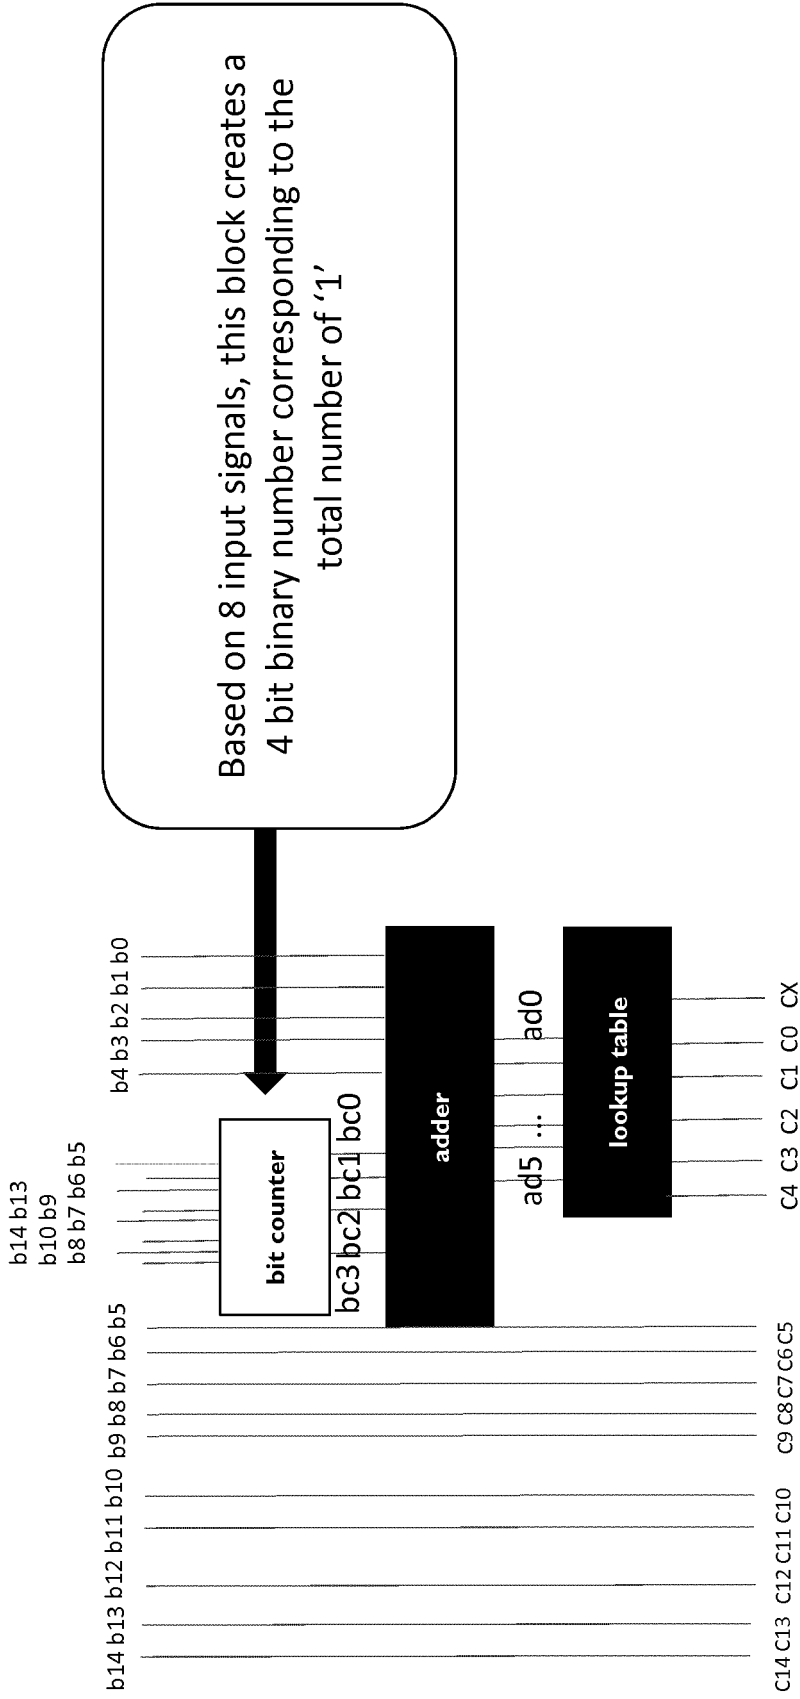 Based on 8 input signals, this block creates a
4 bit binary number corresponding to the
total number of ‘1’
b14 b13
b10 b9
b8 b7 b6 b5
b14 b13 b12 b11 b10 b9 b8 b7 b6 b5
b4 b3 b2 b1 b0
bit counter
bc3 bc2 bc1 bc0
adder
ad5 ... ad0
lookup table
C14 C13 C12 C11 C10 C9 C8 C7 C6 C5 C4 C3 C2 C1 C0 CX